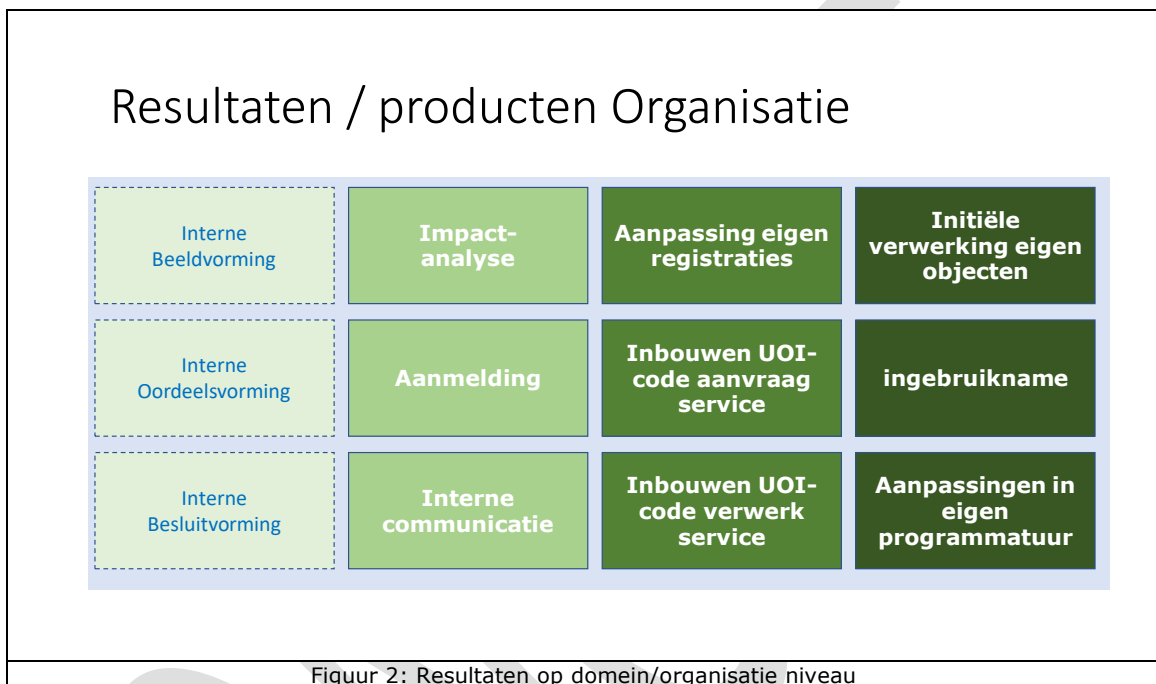 Resultaten / producten Organisatie
Interne
Beeldvorming
Impact-
analyse
Aanpassing eigen
registraties
Initiële
verwerking eigen
objecten
Interne
Oordeelsvorming
Aanmelding
Inbouwen UOI-
code aanvraag
service
ingebruikname
Interne
Besluitvorming
Interne
communicatie
Inbouwen UOI-
code verwerk
service
Aanpassingen in
eigen
programmatuur
Figuur 2: Resultaten op domein/organisatie niveau